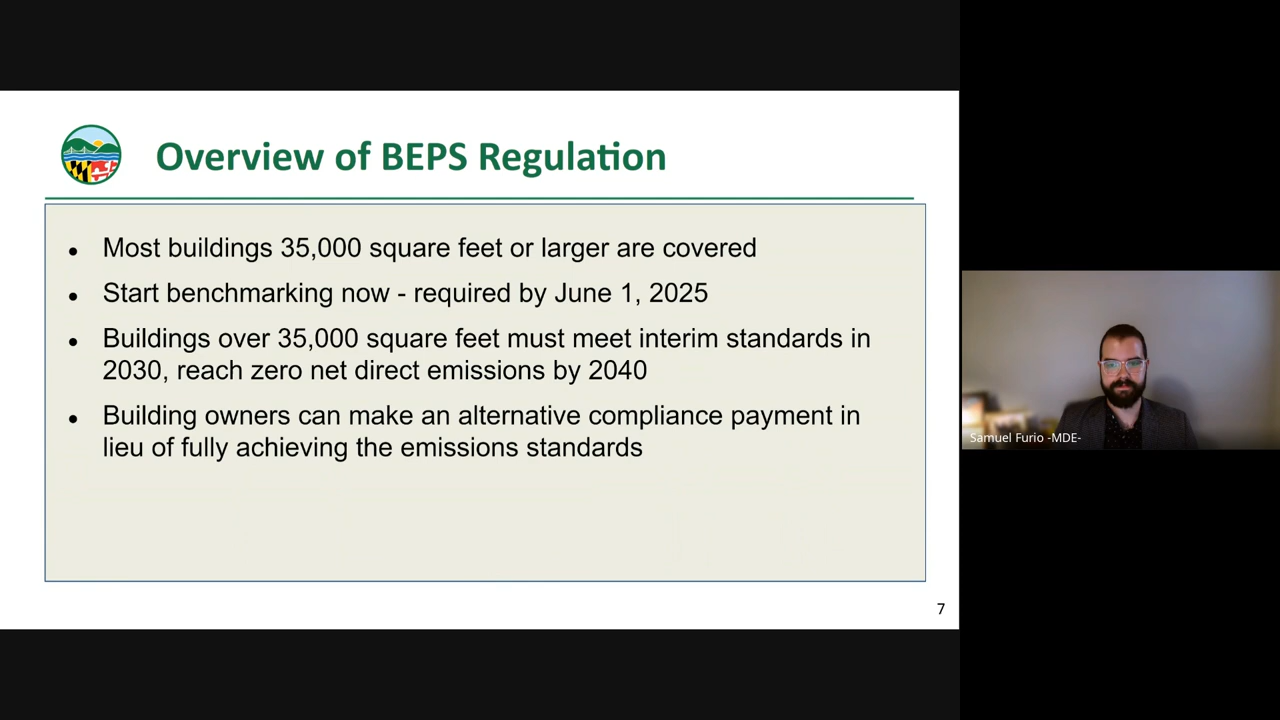 Overview of BEPS Regulation
● Most buildings 35,000 square feet or larger are covered
● Start benchmarking now - required by June 1, 2025
● Buildings over 35,000 square feet must meet interim standards in
2030, reach zero net direct emissions by 2040
● Building owners can make an alternative compliance payment in
lieu of fully achieving the emissions standards
7
Samuel Furio -MDE-